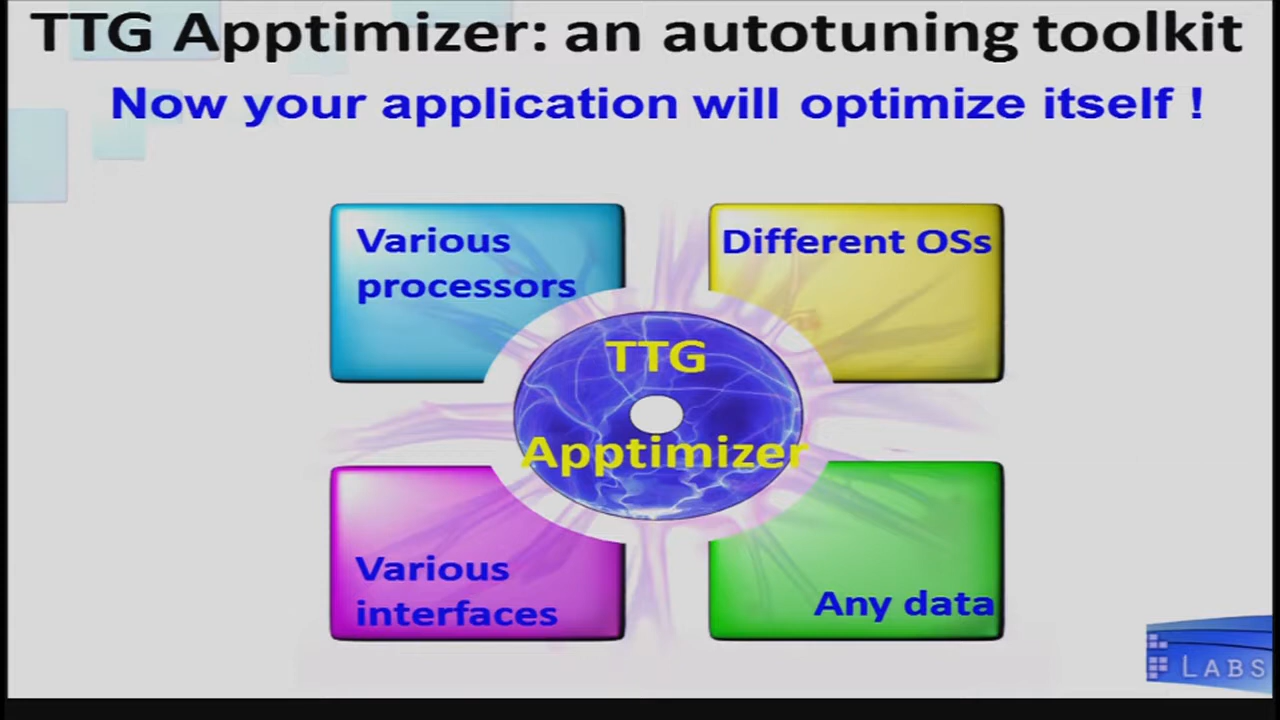 TTG Apptimizer: an autotuning toolkit
Now your application will optimize itself !
Various
processors
Different OSs
TTG
Apptimizer
Various
interfaces
Any data
LABS